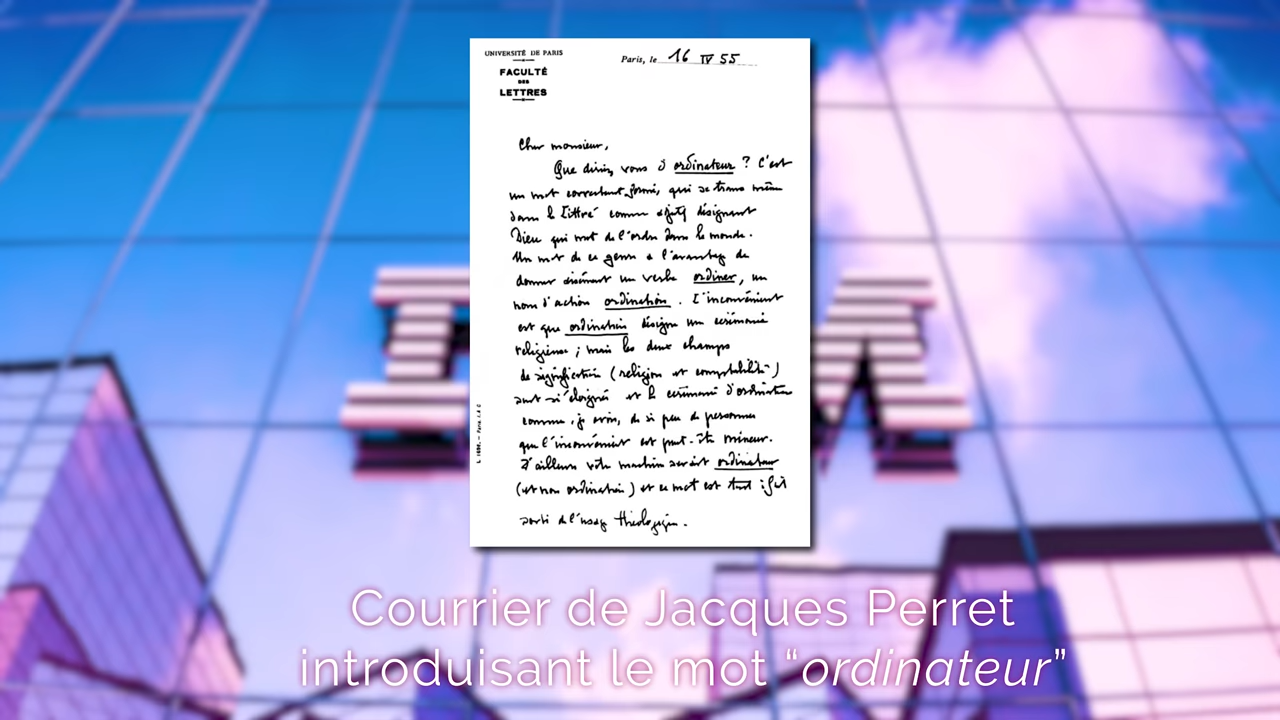 UNIVERSITÉ DE PARIS
FACULTÉ
DES
LETTRES
Paris, le 16 IV 55
Cher monsieur,
Que diriez vous d'ordinateur ? C'est
un mot correctement formé, qui se trouve même
dans le Littré comme adjectif désignant
Dieu qui met de l'ordre dans le monde.
Un mot de ce genre a l'avantage de
donner aisément un verbe ordiner, un
nom d'action ordination. L'inconvénient
est que ordination désigne une cérémonie
religieuse ; mais les deux champs
de signification (religion et comptabilité)
sont si éloignés et la cérémonie d'ordination
connue, je crois, de si peu de personnes
que l'inconvénient est peut-être mineur.
D'ailleurs votre machine serait ordinateur
(et non ordination) et ce mot est tout à fait
sorti de l'usage théologique.
Courrier de Jacques Perret
introduisant le mot “ordinateur”